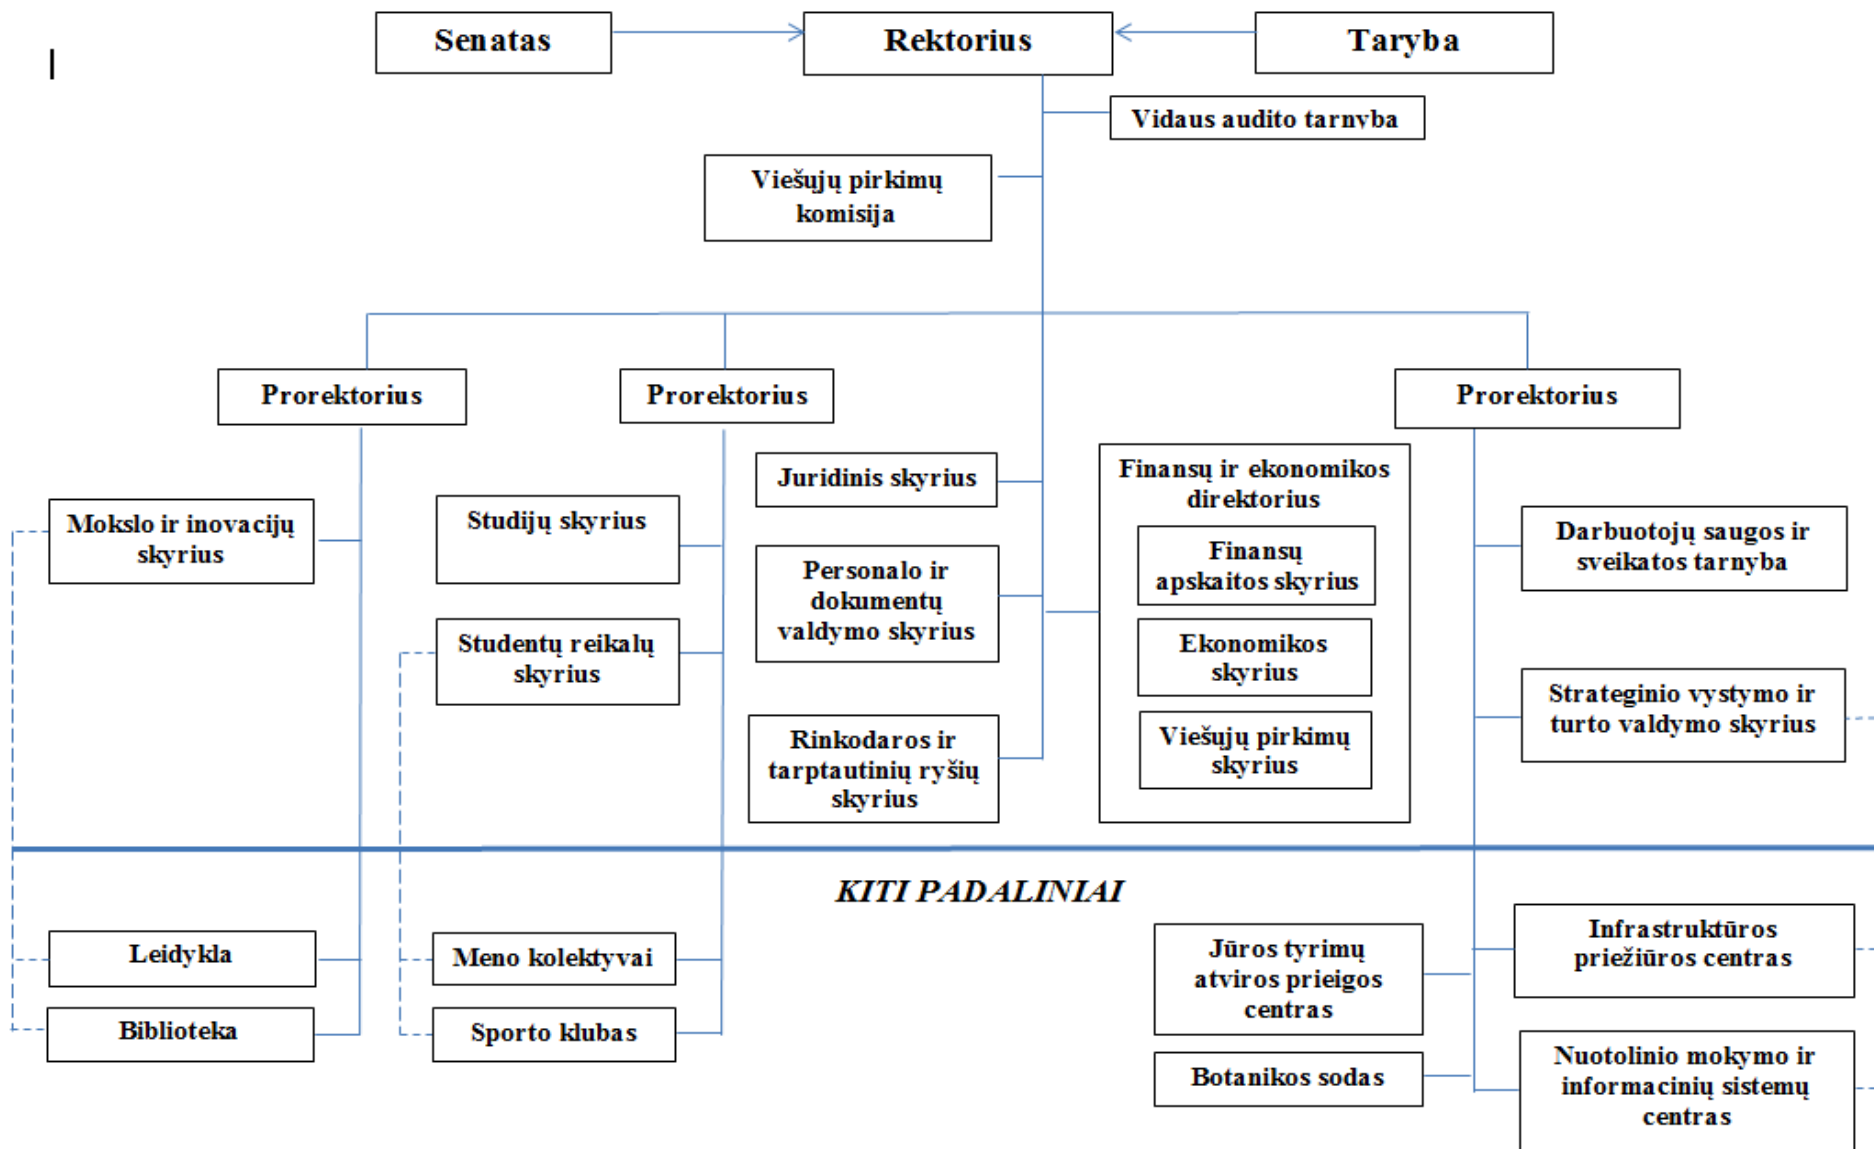 Senatas
Rektorius
Taryba
Vidaus audito tarnyba
Viešųjų pirkimų
komisija
Prorektorius
Prorektorius
Prorektorius
Mokslo ir inovacijų
skyrius
Studijų skyrius
Studentų reikalų
skyrius
Juridinis skyrius
Personalo ir
dokumentų
valdymo skyrius
Rinkodaros ir
tarptautinių ryšių
skyrius
Finansų ir ekonomikos
direktorius
Finansų
apskaitos skyrius
Ekonomikos
skyrius
Viešųjų pirkimų
skyrius
Darbuotojų saugos ir
sveikatos tarnyba
Strateginio vystymo ir
turto valdymo skyrius
KITI PADALINIAI
Leidykla
Biblioteka
Meno kolektyvai
Sporto klubas
Jūros tyrimų
atviros prieigos
centras
Botanikos sodas
Infrastruktūros
priežiūros centras
Nuotolinio mokymo ir
informacinių sistemų
centras